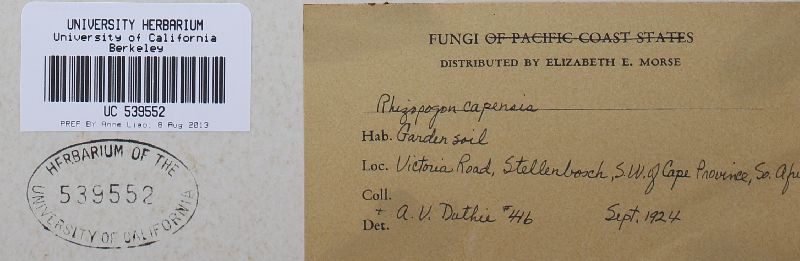 UNIVERSITY HERBARIUM
University of California
Berkeley
UC 539552
PREP BY Anne Liao: 8 Aug 2013
HERBARIUM OF THE
539552
UNIVERSITY OF CALIFORNIA
FUNGI OF PACIFIC COAST STATES
DISTRIBUTED BY ELIZABETH E. MORSE
Rhizopogon capensis
Hab. Garden soil
Loc. Victoria Road, Stellenbosch, S.W. of Cape Province, So. Afri
Coll.
+ A. V. Duthie #416 Sept. 1924
Det.